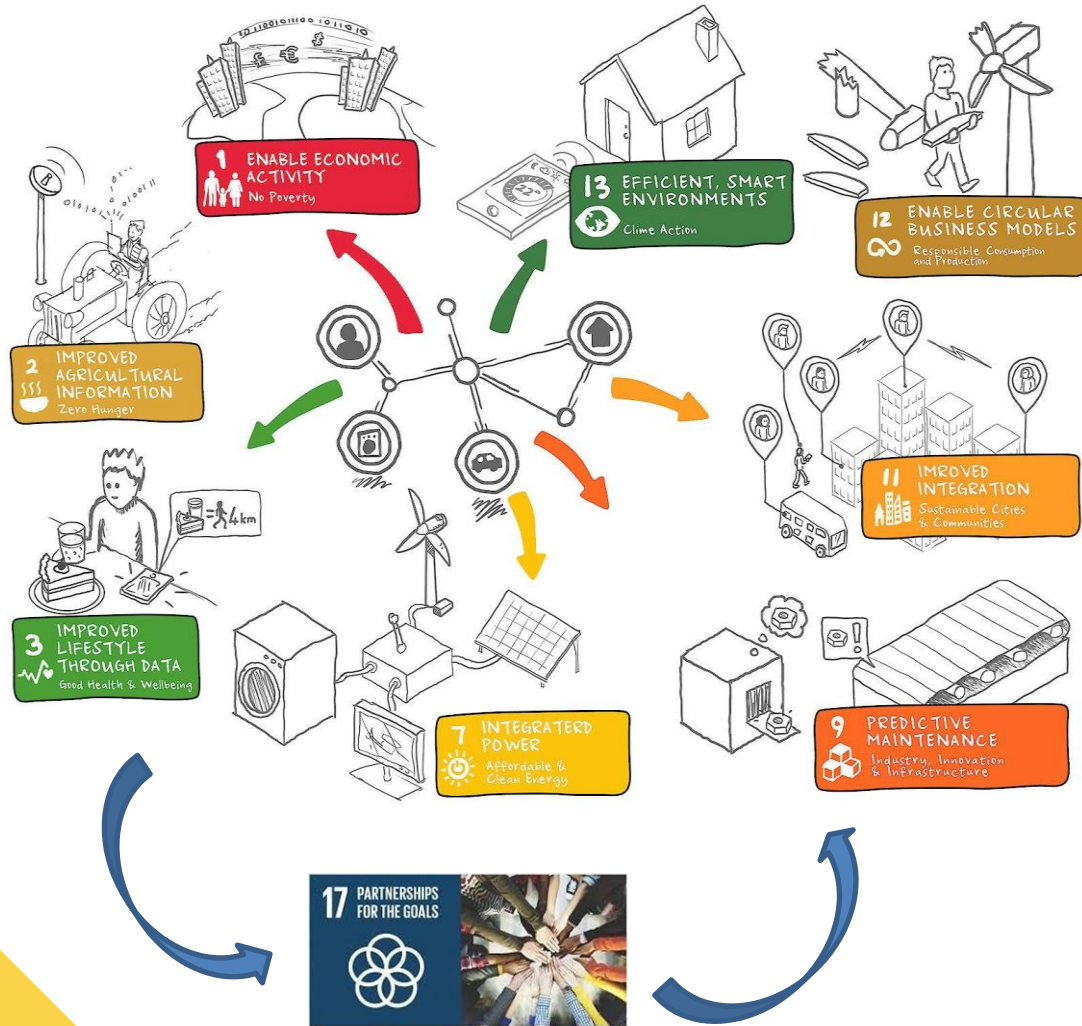 0110010011 010110
£ € $
1 ENABLE ECONOMIC
ACTIVITY
No Poverty
22°
13 EFFICIENT, SMART
ENVIRONMENTS
Clime Action
12 ENABLE CIRCULAR
BUSINESS MODELS
Responsible Consumption
and Production
2 IMPROVED
AGRICULTURAL
INFORMATION
Zero Hunger
11 IMROVED
INTEGRATION
Sustainable Cities
& Communities
= 4km
3 IMPROVED
LIFESTYLE
THROUGH DATA
Good Health & Wellbeing
7 INTEGRATERD
POWER
Affordable &
Clean Energy
!
9 PREDICTIVE
MAINTENANCE
Industry, Innovation
& Infrastructure
17 PARTNERSHIPS
FOR THE GOALS